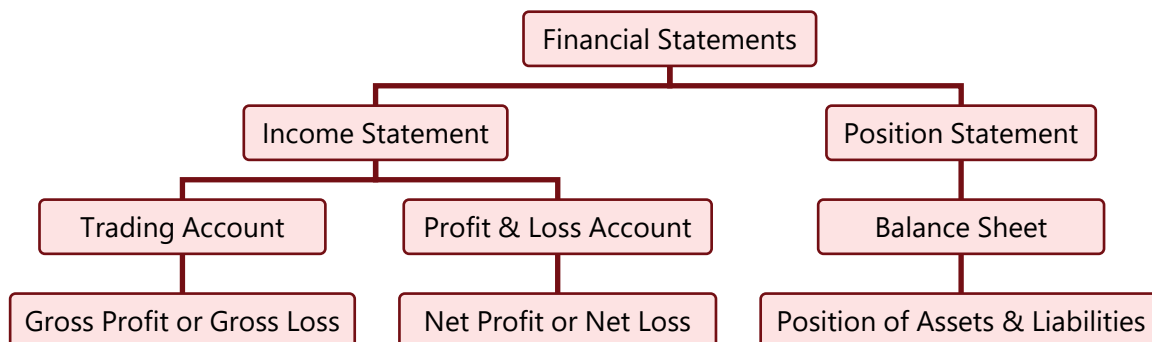 Financial Statements
Income Statement
Position Statement
Trading Account
Profit & Loss Account
Balance Sheet
Gross Profit or Gross Loss
Net Profit or Net Loss
Position of Assets & Liabilities